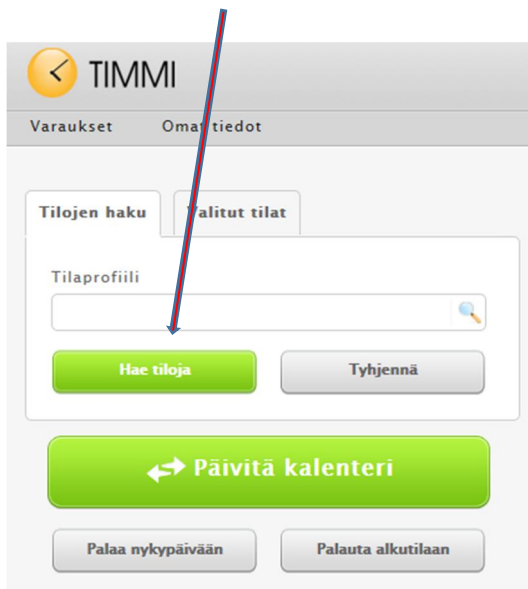 TIMMI
Varaukset Omat tiedot
Tilojen haku Valitut tilat
Tilaprofiili
Hae tiloja Tyhjennä
Päivitä kalenteri
Palaa nykypäivään Palauta alkutilaan